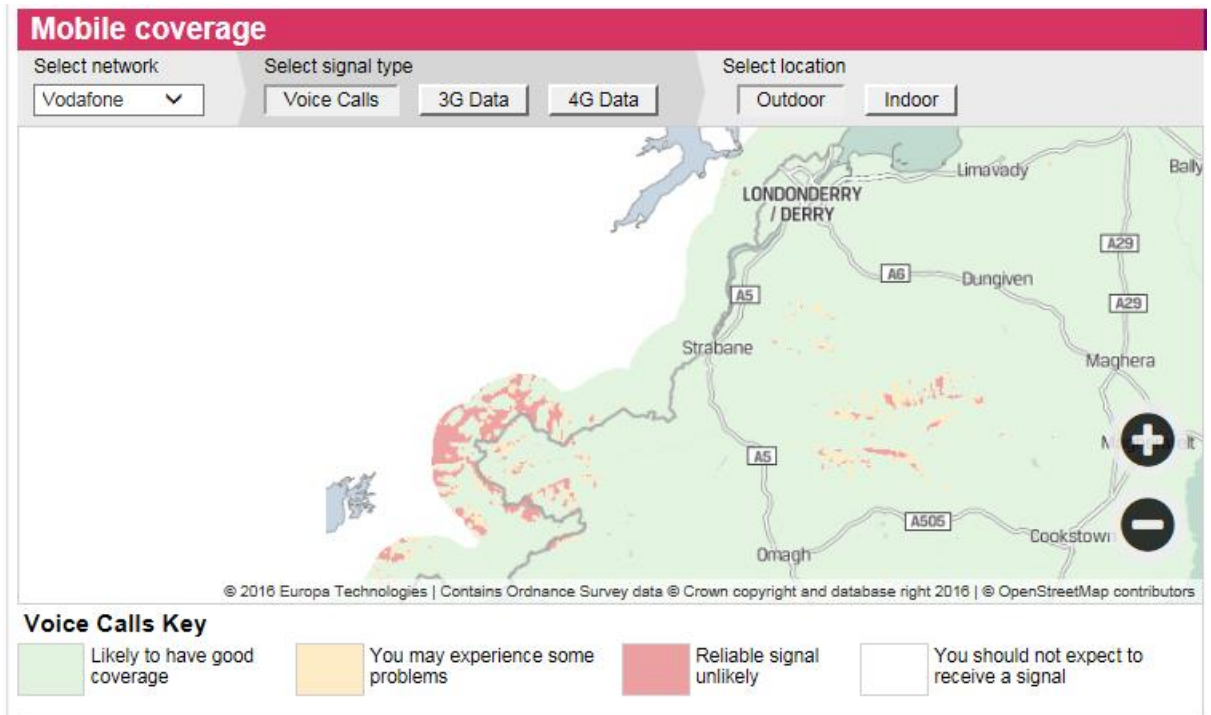 Mobile coverage
Select network
Select signal type
Select location
Vodafone
Voice Calls
3G Data
4G Data
Outdoor
Indoor
Limavady
Bally
LONDONDERRY
/ DERRY
A29
A6
Dungiven
A5
A29
Strabane
Maghera
A5
A505
Cookstown
Omagh
© 2016 Europa Technologies | Contains Ordnance Survey data © Crown copyright and database right 2016 | © OpenStreetMap contributors
Voice Calls Key
Likely to have good
coverage
You may experience some
problems
Reliable signal
unlikely
You should not expect to
receive a signal